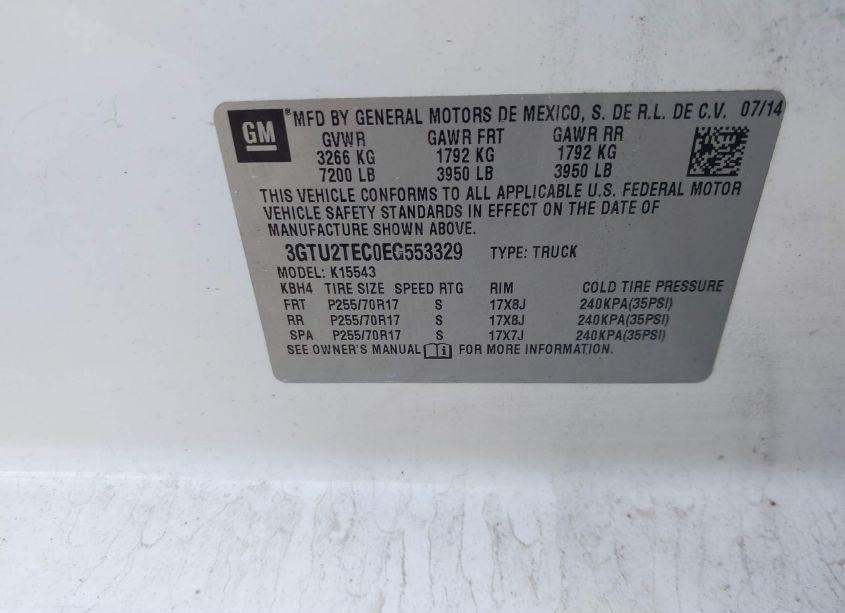 GM
® MFD BY GENERAL MOTORS DE MEXICO, S. DE R.L. DE C.V. 07/14
GVWR GAWR FRT GAWR RR
3266 KG 1792 KG 1792 KG
7200 LB 3950 LB 3950 LB
THIS VEHICLE CONFORMS TO ALL APPLICABLE U.S. FEDERAL MOTOR
VEHICLE SAFETY STANDARDS IN EFFECT ON THE DATE OF
MANUFACTURE SHOWN ABOVE.
3GTU2TEC0EG553329 TYPE: TRUCK
MODEL: K15543
KBH4 TIRE SIZE SPEED RTG RIM COLD TIRE PRESSURE
FRT P255/70R17 S 17X8J 240KPA(35PSI)
RR P255/70R17 S 17X8J 240KPA(35PSI)
SPA P255/70R17 S 17X7J 240KPA(35PSI)
SEE OWNER'S MANUAL i FOR MORE INFORMATION.